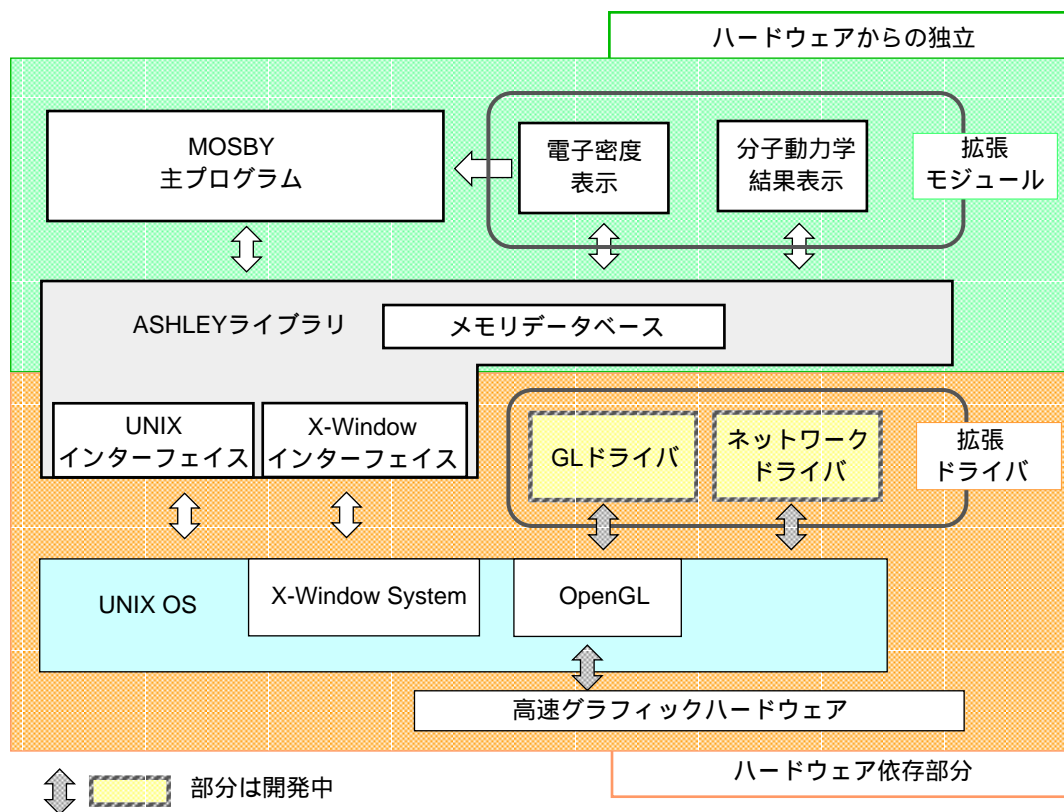 ハードウェアからの独立
MOSBY
主プログラム
電子密度
表示
分子動力学
結果表示
拡張
モジュール
ASHLEYライブラリ
メモリデータベース
UNIX
インターフェイス
X-Window
インターフェイス
GLドライバ
ネットワーク
ドライバ
拡張
ドライバ
UNIX OS
X-Window System
OpenGL
高速グラフィックハードウェア
ハードウェア依存部分
部分は開発中